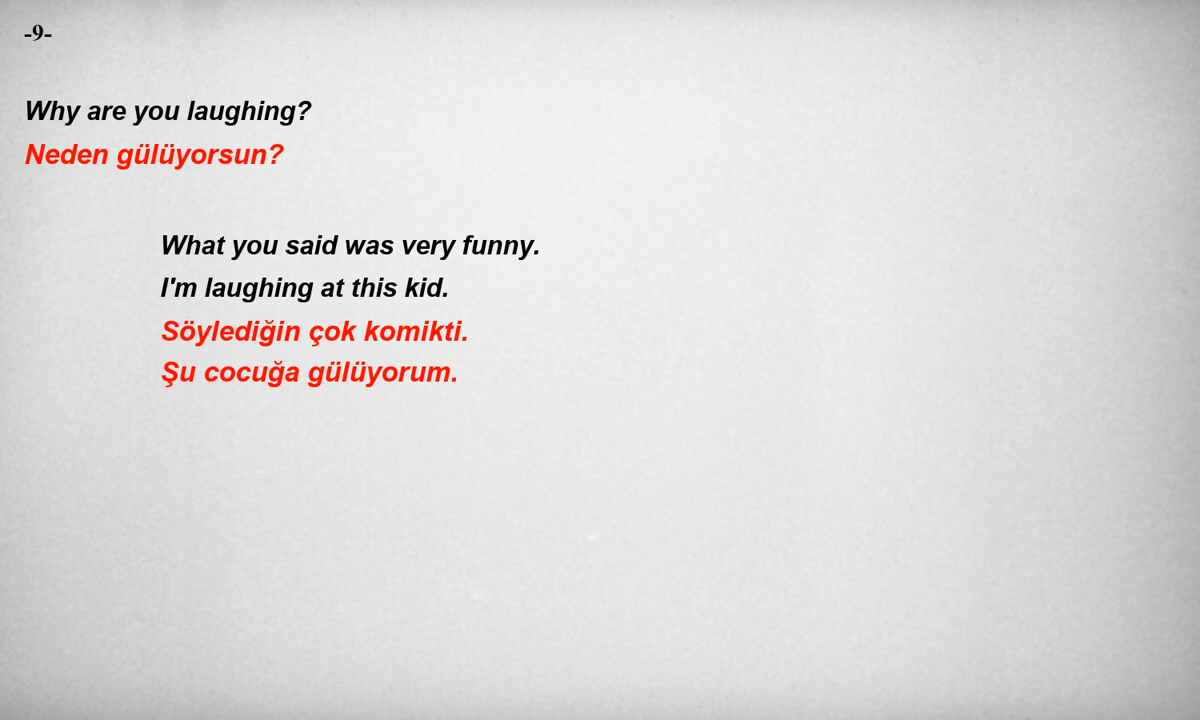 -9-
Why are you laughing?
Neden gülüyorsun?
What you said was very funny.
I'm laughing at this kid.
Söylediğin çok komikti.
Şu cocuğa gülüyorum.